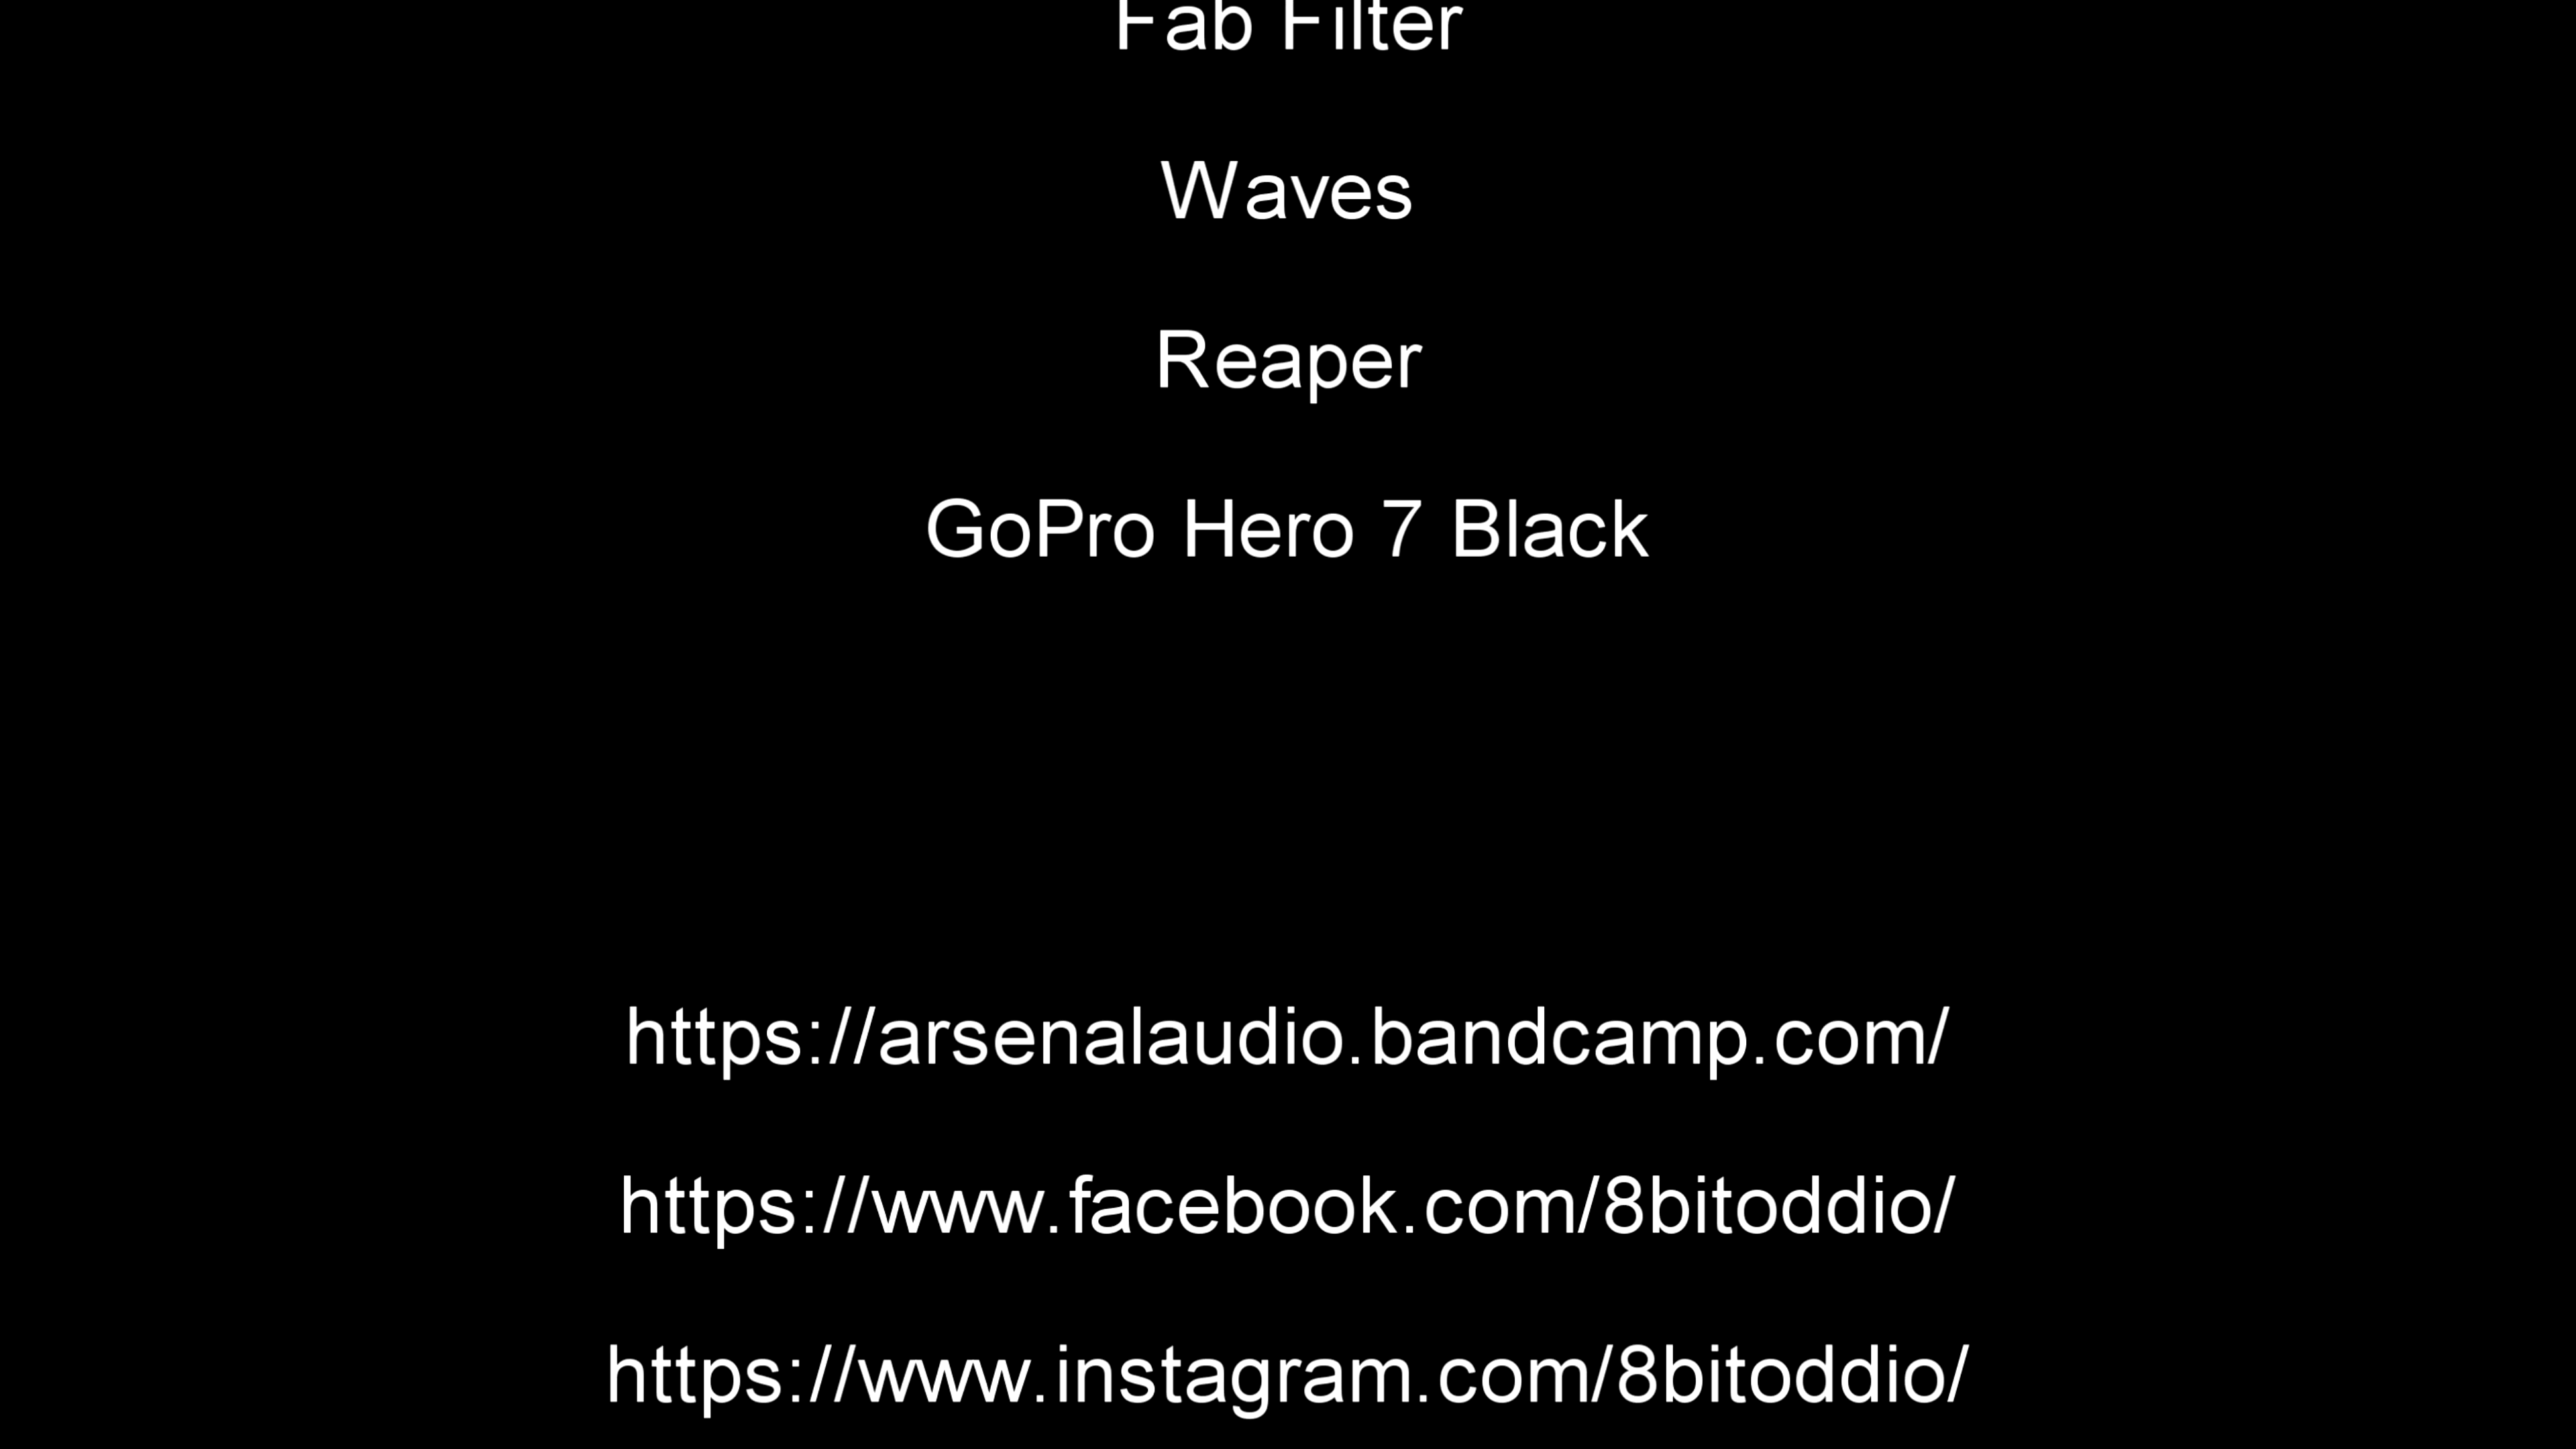 Fab Filter
Waves
Reaper
GoPro Hero 7 Black
https://arsenalaudio.bandcamp.com/
https://www.facebook.com/8bitoddio/
https://www.instagram.com/8bitoddio/